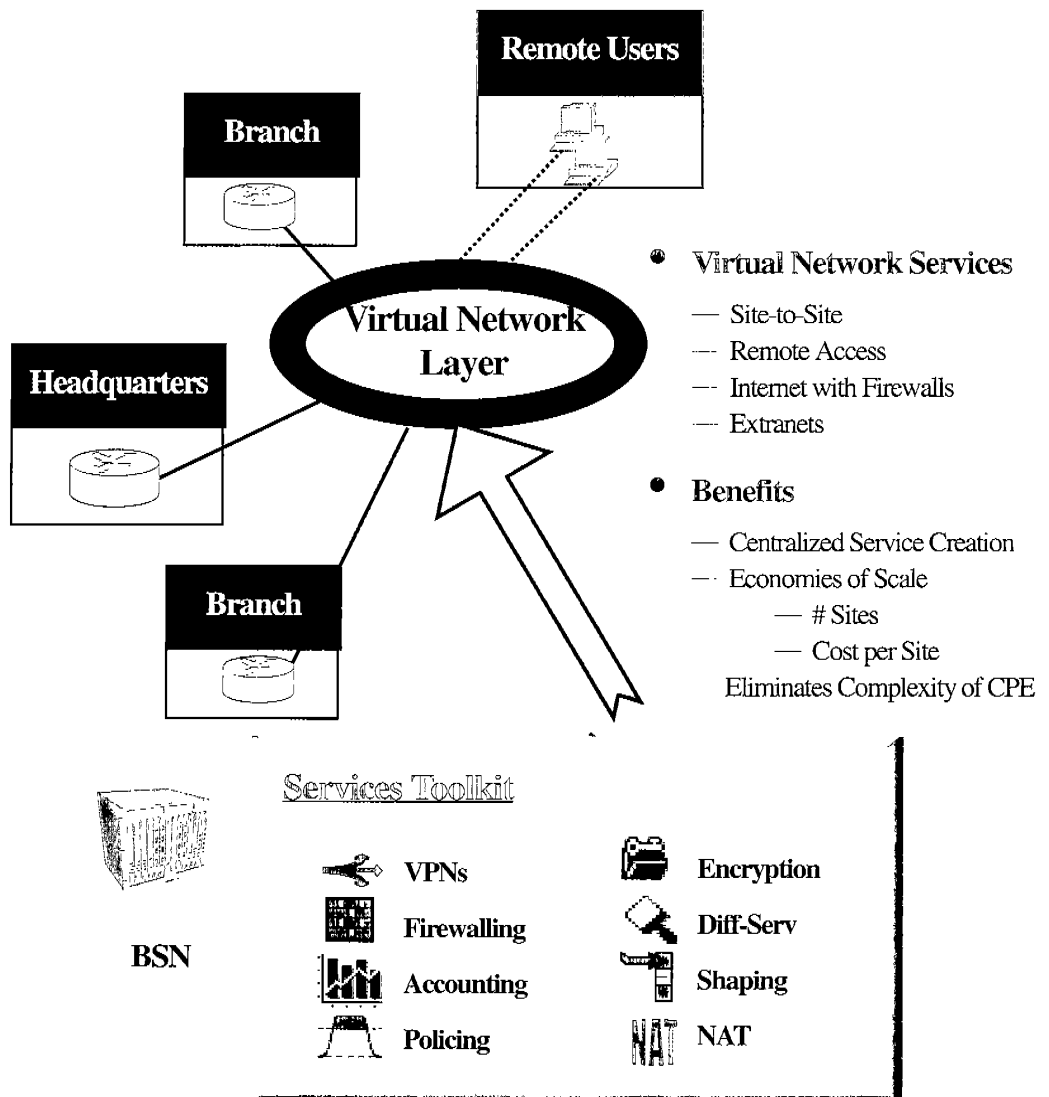 Remote Users
Branch
Virtual Network
Layer
Headquarters
Branch
• Virtual Network Services
— Site-to-Site
— Remote Access
— Internet with Firewalls
— Extranets
• Benefits
— Centralized Service Creation
— Economies of Scale
— # Sites
— Cost per Site
Eliminates Complexity of CPE
Services Toolkit
BSN
VPNs
Firewalling
Accounting
Policing
Encryption
Diff-Serv
Shaping
NAT NAT